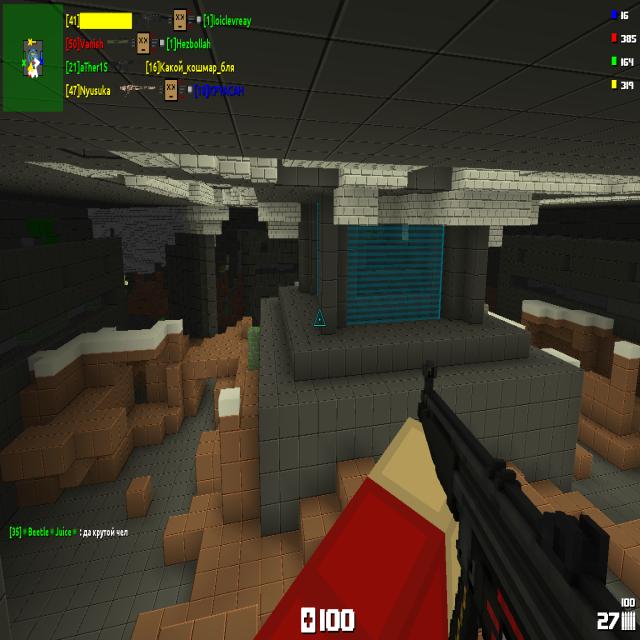 [41] [1]loiclevreay
[50]Vanish [1]Hezbollah
[21]aTher1S [16]Какой_кошмар_бля
[47]Nyusuka
16
385
164
319
[35]☀Beetle☀Juice☀ : да крутой чел
100
100
27